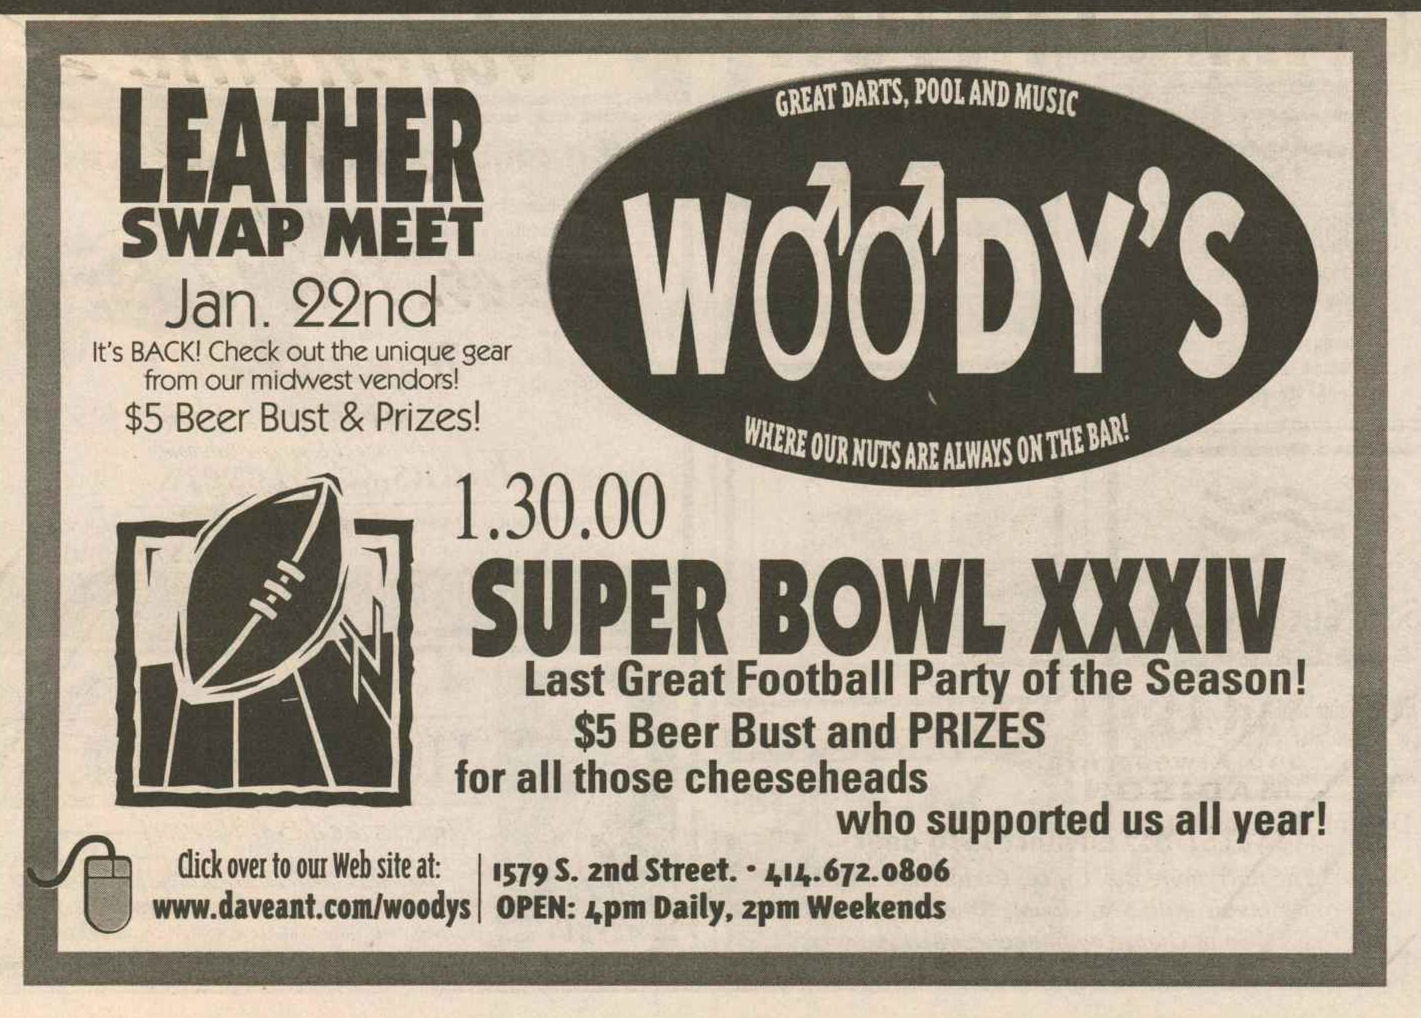 LEATHER
SWAP MEET
Jan. 22nd
It's BACK! Check out the unique gear
from our midwest vendors!
$5 Beer Bust & Prizes!
GREAT DARTS, POOL AND MUSIC
WOODY'S
WHERE OUR NUTS ARE ALWAYS ON THE BAR!
1.30.00
SUPER BOWL XXXIV
Last Great Football Party of the Season!
$5 Beer Bust and PRIZES
for all those cheeseheads
who supported us all year!
Click over to our Web site at:
www.daveant.com/woodys
1579 S. 2nd Street. · 414.672.0806
OPEN: 4pm Daily, 2pm Weekends